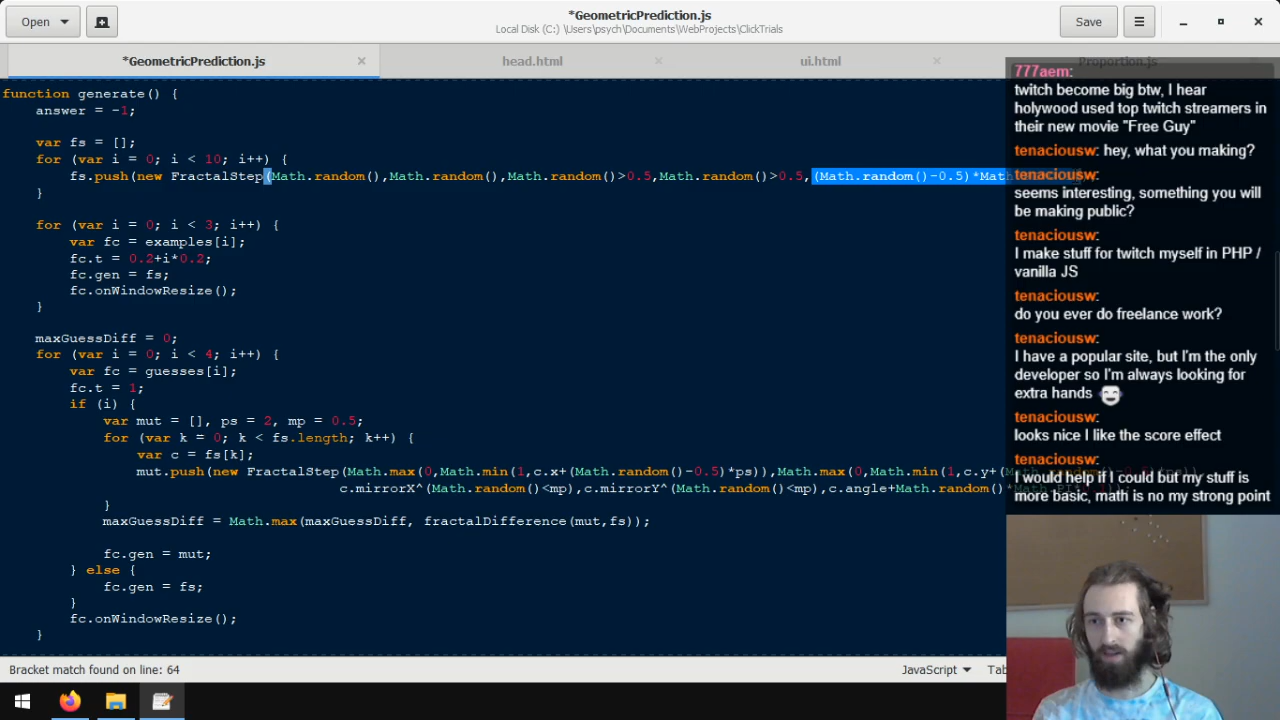 Open
*GeometricPrediction.js
Local Disk (C:) \Users\psych\Documents\WebProjects\ClickTrials
Save
*GeometricPrediction.js
head.html
ui.html
Proportion.js
function generate() {
answer = -1;
var fs = [];
for (var i = 0; i < 10; i++) {
fs.push(new FractalStep(Math.random(),Math.random(),Math.random()>0.5,Math.random()>0.5,(Math.random()-0.5)*Mat
}
for (var i = 0; i < 3; i++) {
var fc = examples[i];
fc.t = 0.2+i*0.2;
fc.gen = fs;
fc.onWindowResize();
}
maxGuessDiff = 0;
for (var i = 0; i < 4; i++) {
var fc = guesses[i];
fc.t = 1;
if (i) {
var mut = [], ps = 2, mp = 0.5;
for (var k = 0; k < fs.length; k++) {
var c = fs[k];
mut.push(new FractalStep(Math.max(0,Math.min(1,c.x+(Math.random()-0.5)*ps)),Math.max(0,Math.min(1,c.y+(Math.random()-0.5)*ps)),
c.mirrorX^(Math.random()<mp),c.mirrorY^(Math.random()<mp),c.angle+Math.random()*
}
maxGuessDiff = Math.max(maxGuessDiff, fractalDifference(mut,fs));
fc.gen = mut;
} else {
fc.gen = fs;
}
fc.onWindowResize();
}
777aem:
twitch become big btw, I hear
holywood used top twitch streamers in
their new movie "Free Guy"
tenaciousw: hey, what you making?
tenaciousw:
seems interesting, something you will
be making public?
tenaciousw:
I make stuff for twitch myself in PHP /
vanilla JS
tenaciousw:
do you ever do freelance work?
tenaciousw:
I have a popular site, but I'm the only
developer so I'm always looking for
extra hands
tenaciousw:
looks nice I like the score effect
tenaciousw:
I would help if I could but my stuff is
more basic, math is no my strong point
Bracket match found on line: 64
JavaScript
Tab